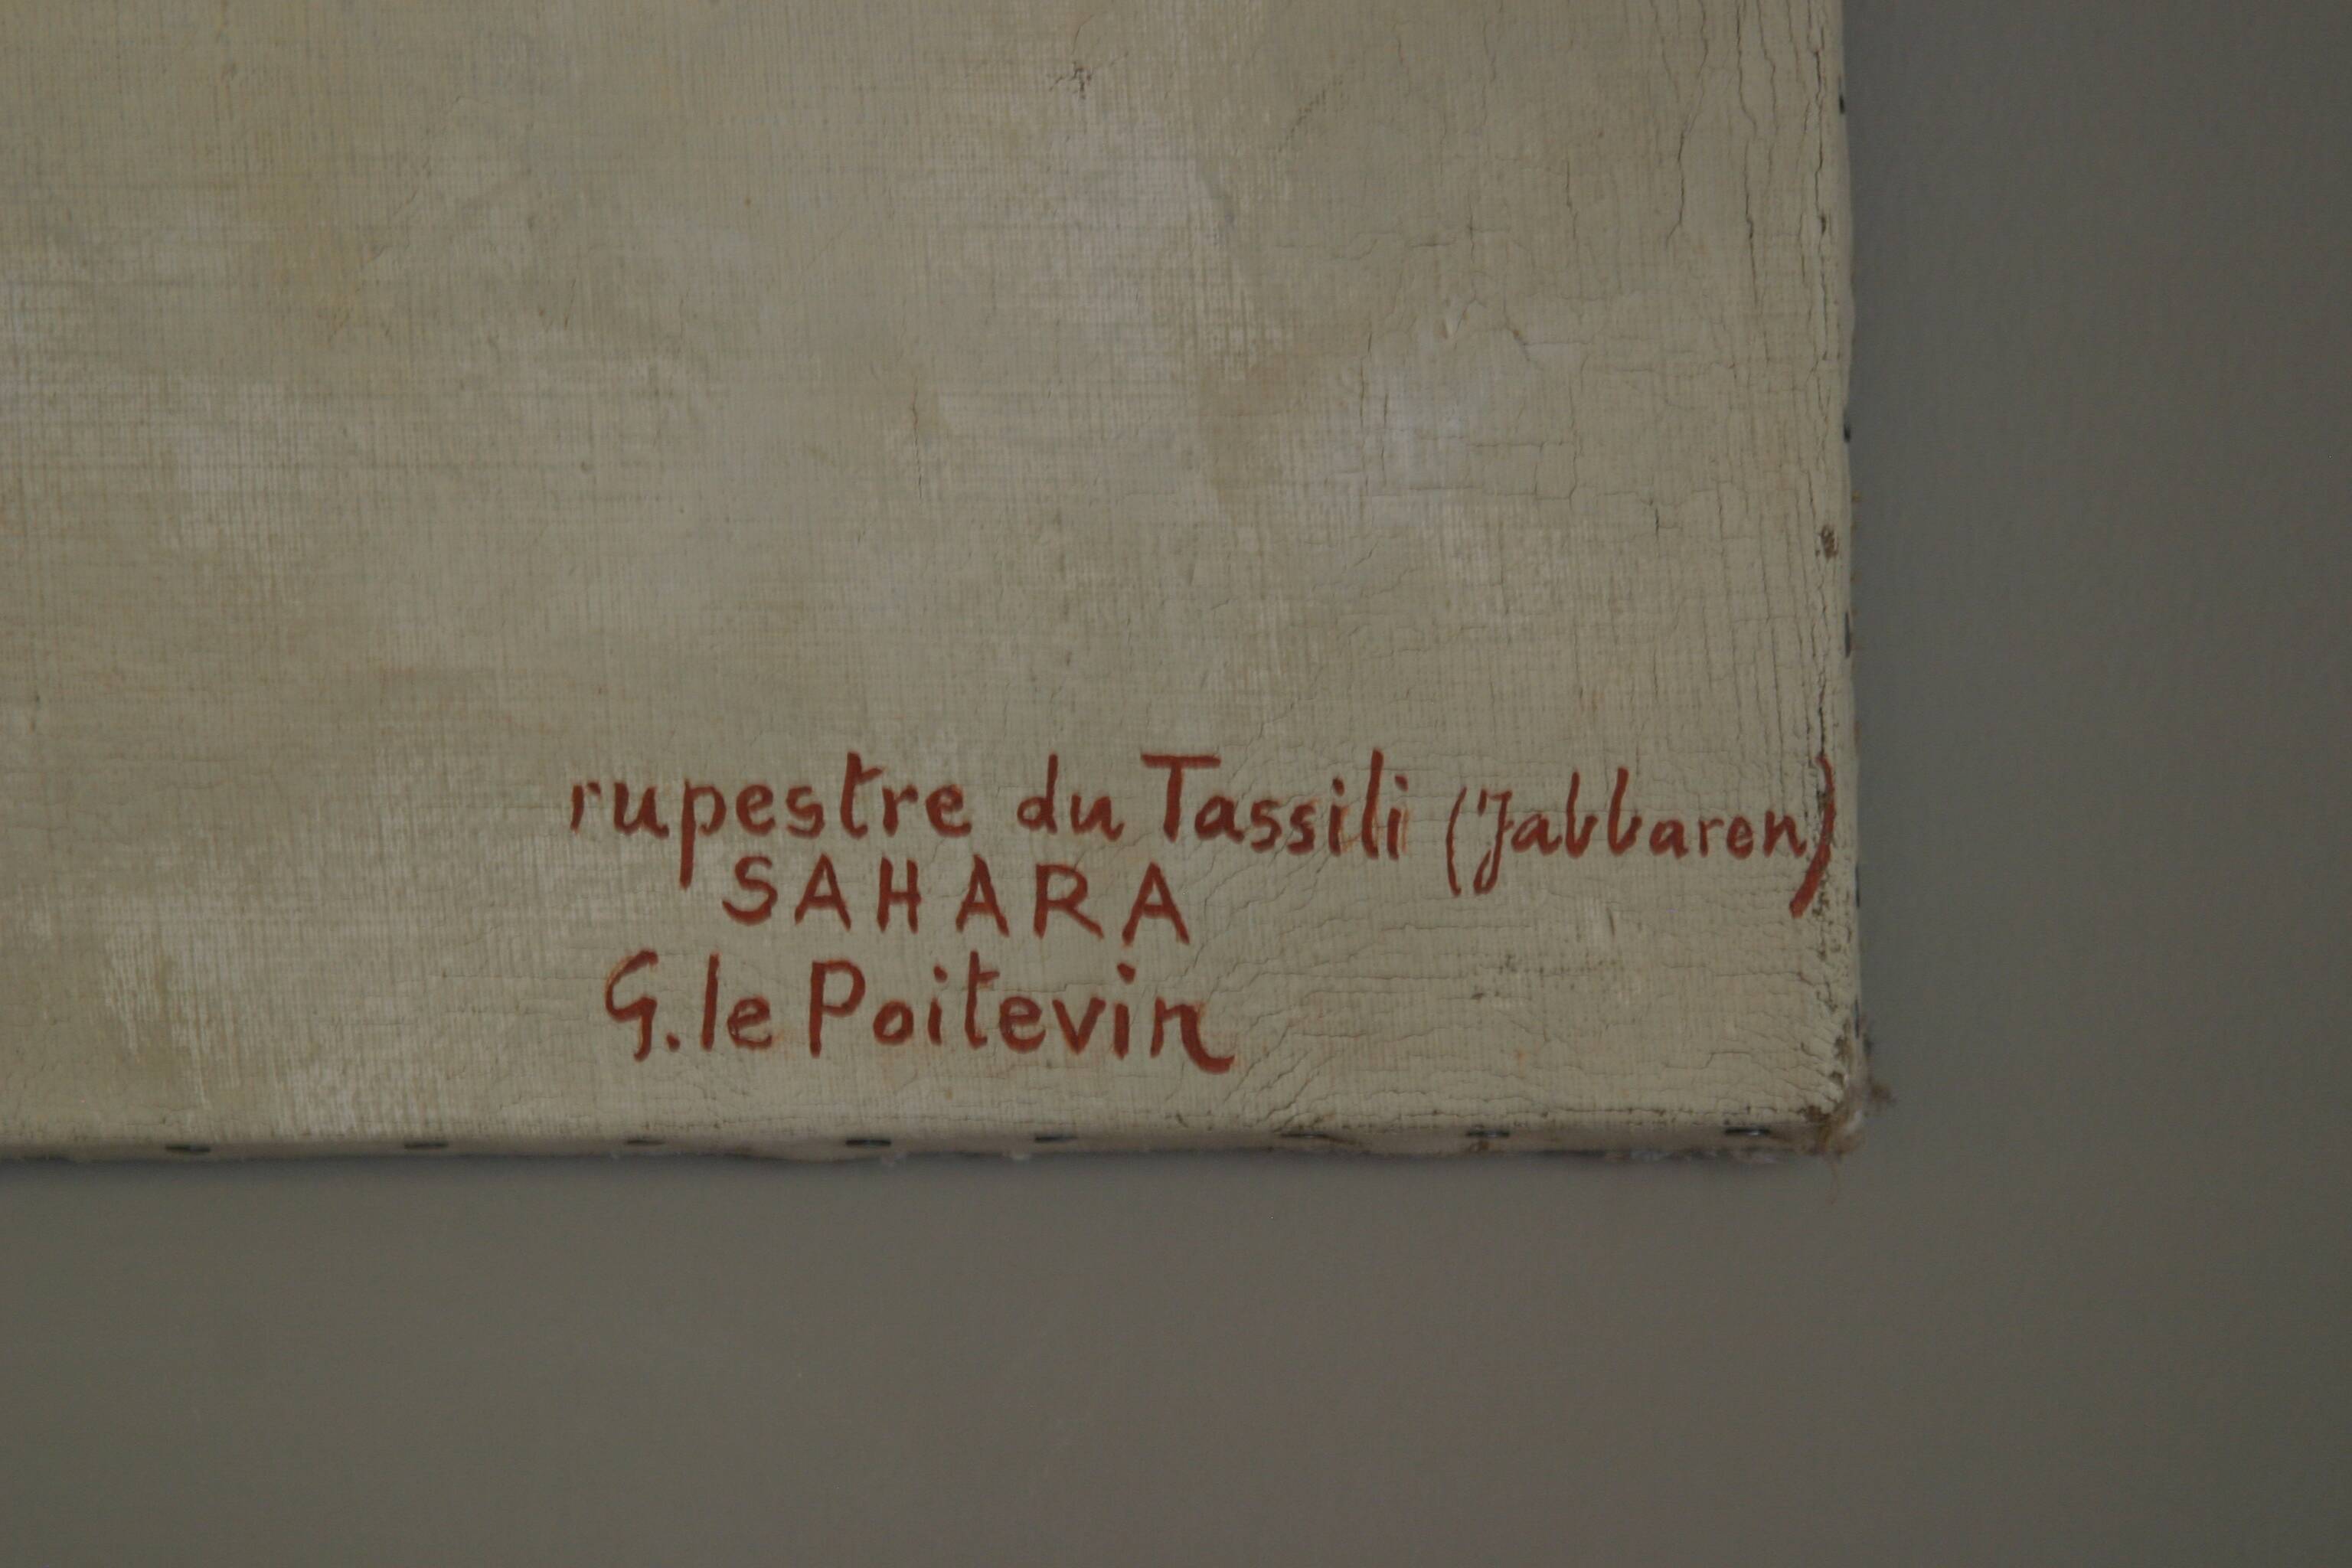 rupestre du Tassili (Jabbaren)
SAHARA
G. le Poitevin